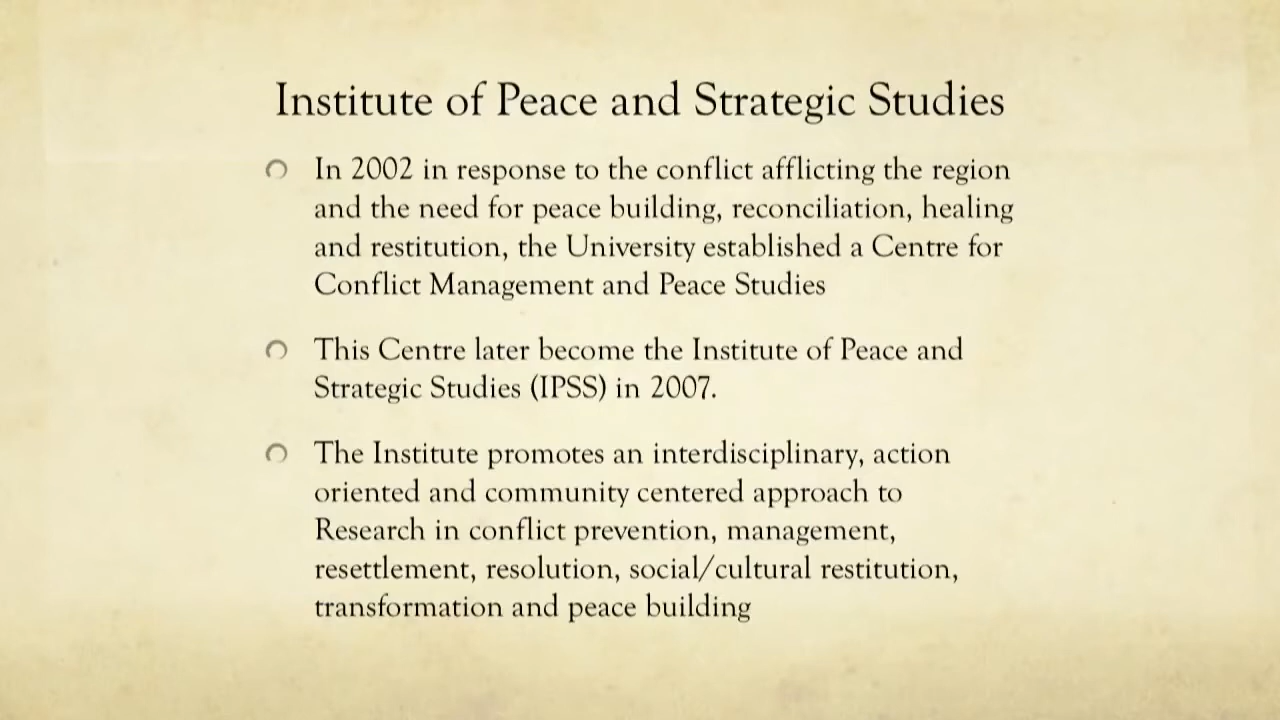 Institute of Peace and Strategic Studies
In 2002 in response to the conflict afflicting the region
and the need for peace building, reconciliation, healing
and restitution, the University established a Centre for
Conflict Management and Peace Studies
This Centre later become the Institute of Peace and
Strategic Studies (IPSS) in 2007.
The Institute promotes an interdisciplinary, action
oriented and community centered approach to
Research in conflict prevention, management,
resettlement, resolution, social/cultural restitution,
transformation and peace building